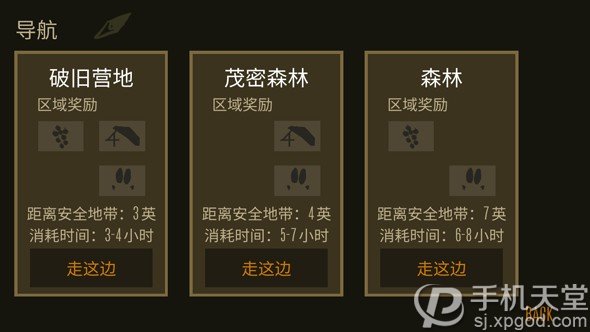 导航
破旧营地
区域奖励
距离安全地带：3英
消耗时间：3-4小时
走这边
茂密森林
区域奖励
距离安全地带：4英
消耗时间：5-7小时
走这边
森林
区域奖励
距离安全地带：7英
消耗时间：6-8小时
走这边
BACK
手机天堂
sj.xpgod.com